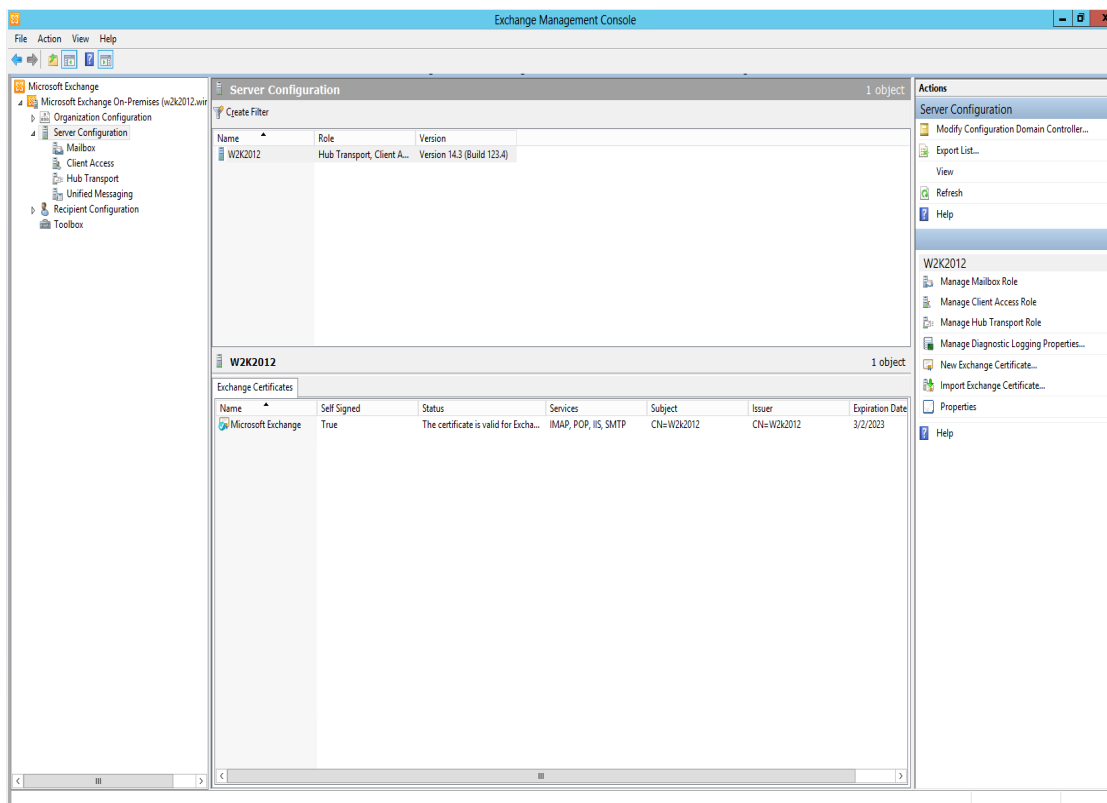 Exchange Management Console
File Action View Help
Microsoft Exchange
Microsoft Exchange On-Premises (w2k2012.wir
Organization Configuration
Server Configuration
Mailbox
Client Access
Hub Transport
Unified Messaging
Recipient Configuration
Toolbox
Server Configuration 1 object
Create Filter
Name Role Version
W2K2012 Hub Transport, Client A... Version 14.3 (Build 123.4)
W2K2012 1 object
Exchange Certificates
Name Self Signed Status Services Subject Issuer Expiration Date
Microsoft Exchange True The certificate is valid for Excha... IMAP, POP, IIS, SMTP CN=W2k2012 CN=W2k2012 3/2/2023
Actions
Server Configuration
Modify Configuration Domain Controller...
Export List...
View
Refresh
Help
W2K2012
Manage Mailbox Role
Manage Client Access Role
Manage Hub Transport Role
Manage Diagnostic Logging Properties...
New Exchange Certificate...
Import Exchange Certificate...
Properties
Help